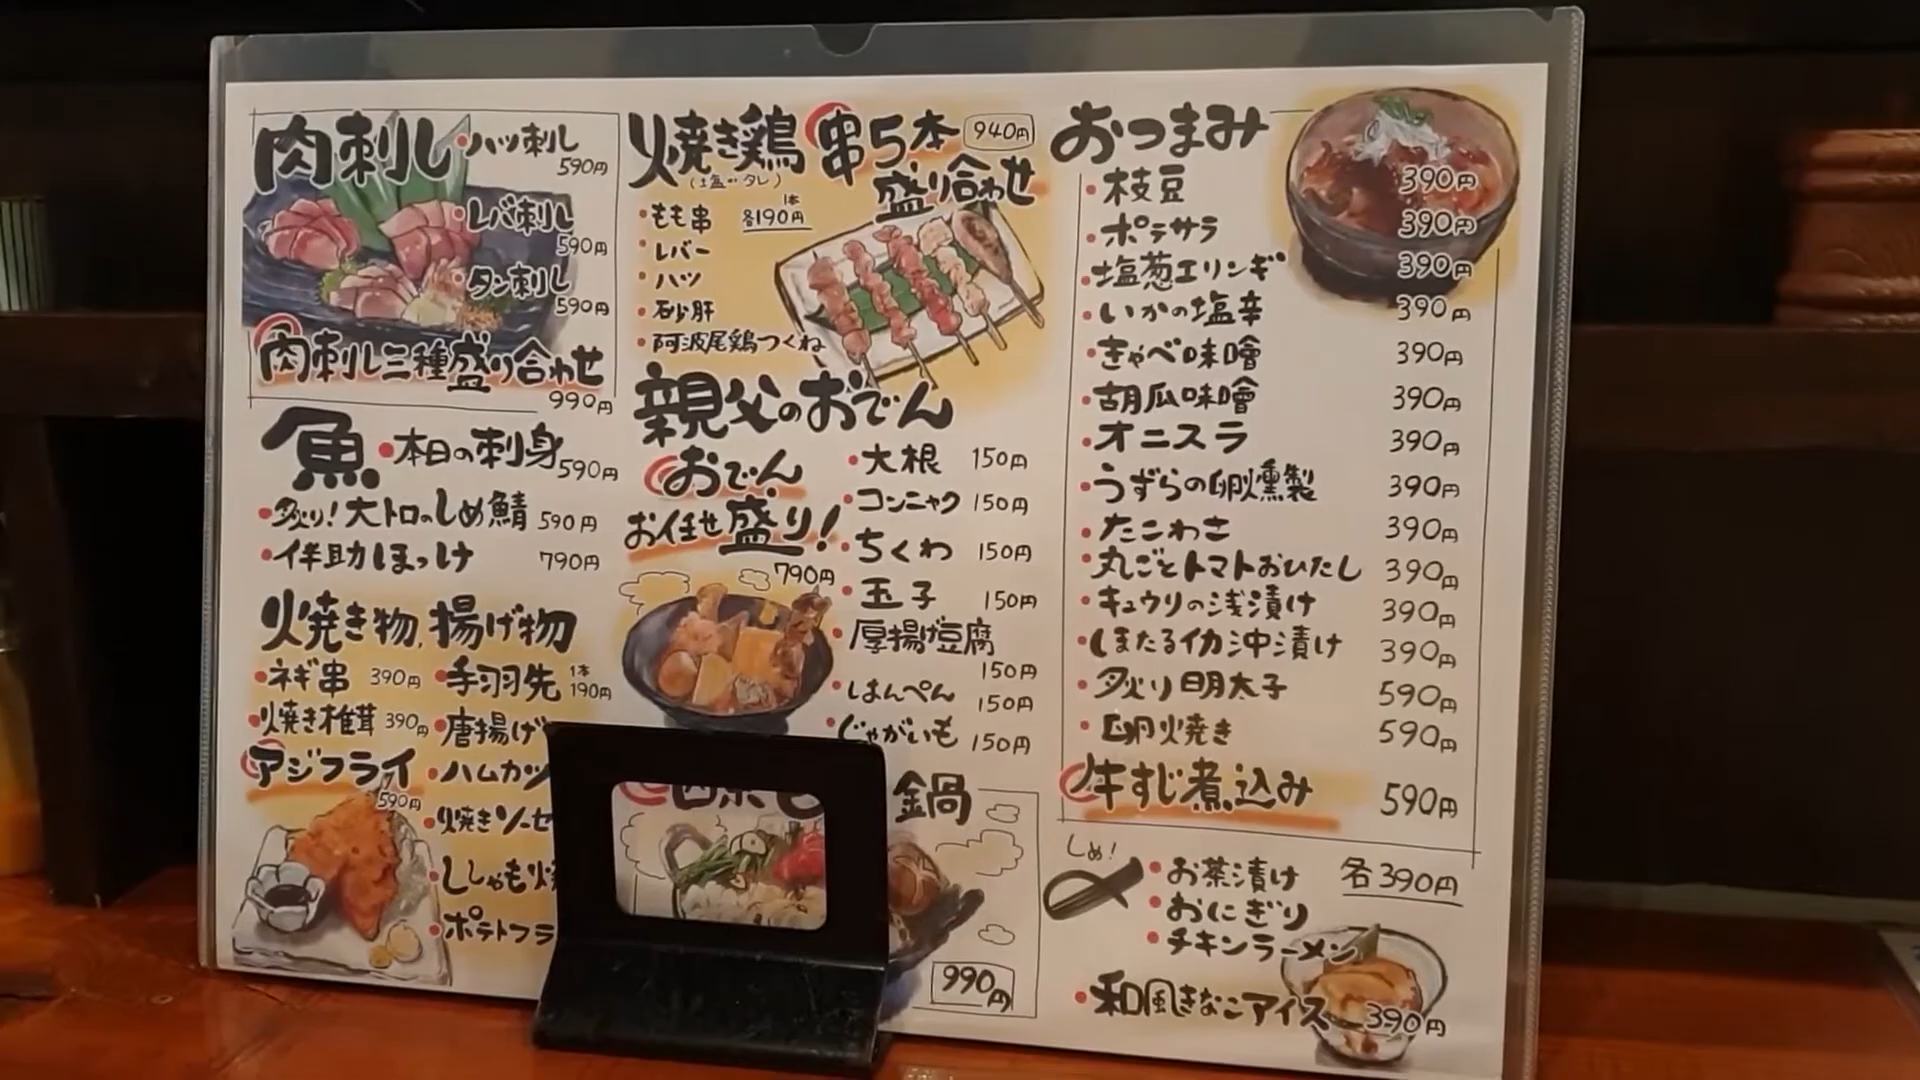 肉刺し
・ハツ刺し
590円
・レバ刺し
590円
・タン刺し
590円
肉刺し三種盛り合わせ
990円
魚
・本日の刺身 590円
・炙り!大トロのしめ鯖 590円
・伴助ほっけ 790円
焼き物、揚げ物
・ネギ串 390円
・焼き椎茸 390円
アジフライ
590円
・手羽先 1本 190円
・唐揚げ
・ハムカツ
・焼きソーセ
・ししゃも焼
・ポテトフラ
焼き鶏
(塩orタレ)
・もも串 1本 各190円
・レバー
・ハツ
・砂肝
・阿波尾鶏つくね
串5本 940円
盛り合わせ
親父のおでん
おでん
お任せ盛り!
790円
・大根 150円
・コンニャク 150円
・ちくわ 150円
・玉子 150円
・厚揚げ豆腐
150円
・はんぺん 150円
・じゃがいも 150円
鍋
990円
おつまみ
・枝豆 390円
・ポテサラ 390円
・塩葱エリンギ 390円
・いかの塩辛 390円
・きゃべ味噌 390円
・胡瓜味噌 390円
・オニスラ 390円
・うずらの卵燻製 390円
・たこわさ 390円
・丸ごとトマトおひたし 390円
・キュウリの浅漬け 390円
・ほたるイカ沖漬け 390円
・炙り明太子 590円
・卵焼き 590円
牛すじ煮込み 590円
しめ!
・お茶漬け 各390円
・おにぎり
・チキンラーメン
・和風きなこアイス 390円